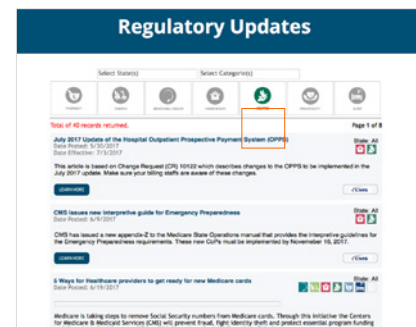 Regulatory Updates
Select State(s) Select Categorie(s)
Total of 40 records returned. Page 1 of 8
July 2017 Update of the Hospital Outpatient Prospective Payment System (OPPS) State: All
Date Posted: 5/30/2017
Date Effective: 7/3/2017
This article is based on Change Request (CR) 10122 which describes changes to the OPPS to be implemented in the
July 2017 update. Make sure your billing staffs are aware of these changes.
LEARN MORE
CMS issues new interpretive guide for Emergency Preparedness State: All
Date Posted: 6/9/2017
CMS has issued a new appendix-Z to the Medicare State Operations manual that provides the interpretive guidelines for
the Emergency Preparedness requirements. These new CoPs must be implemented by November 16, 2017.
LEARN MORE
5 Ways for Healthcare providers to get ready for new Medicare cards State: All
Date Posted: 6/19/2017
Medicare is taking steps to remove Social Security numbers from Medicare cards. Through this initiative the Centers
for Medicare & Medicaid Services (CMS) will prevent fraud, fight identity theft and protect essential program funding